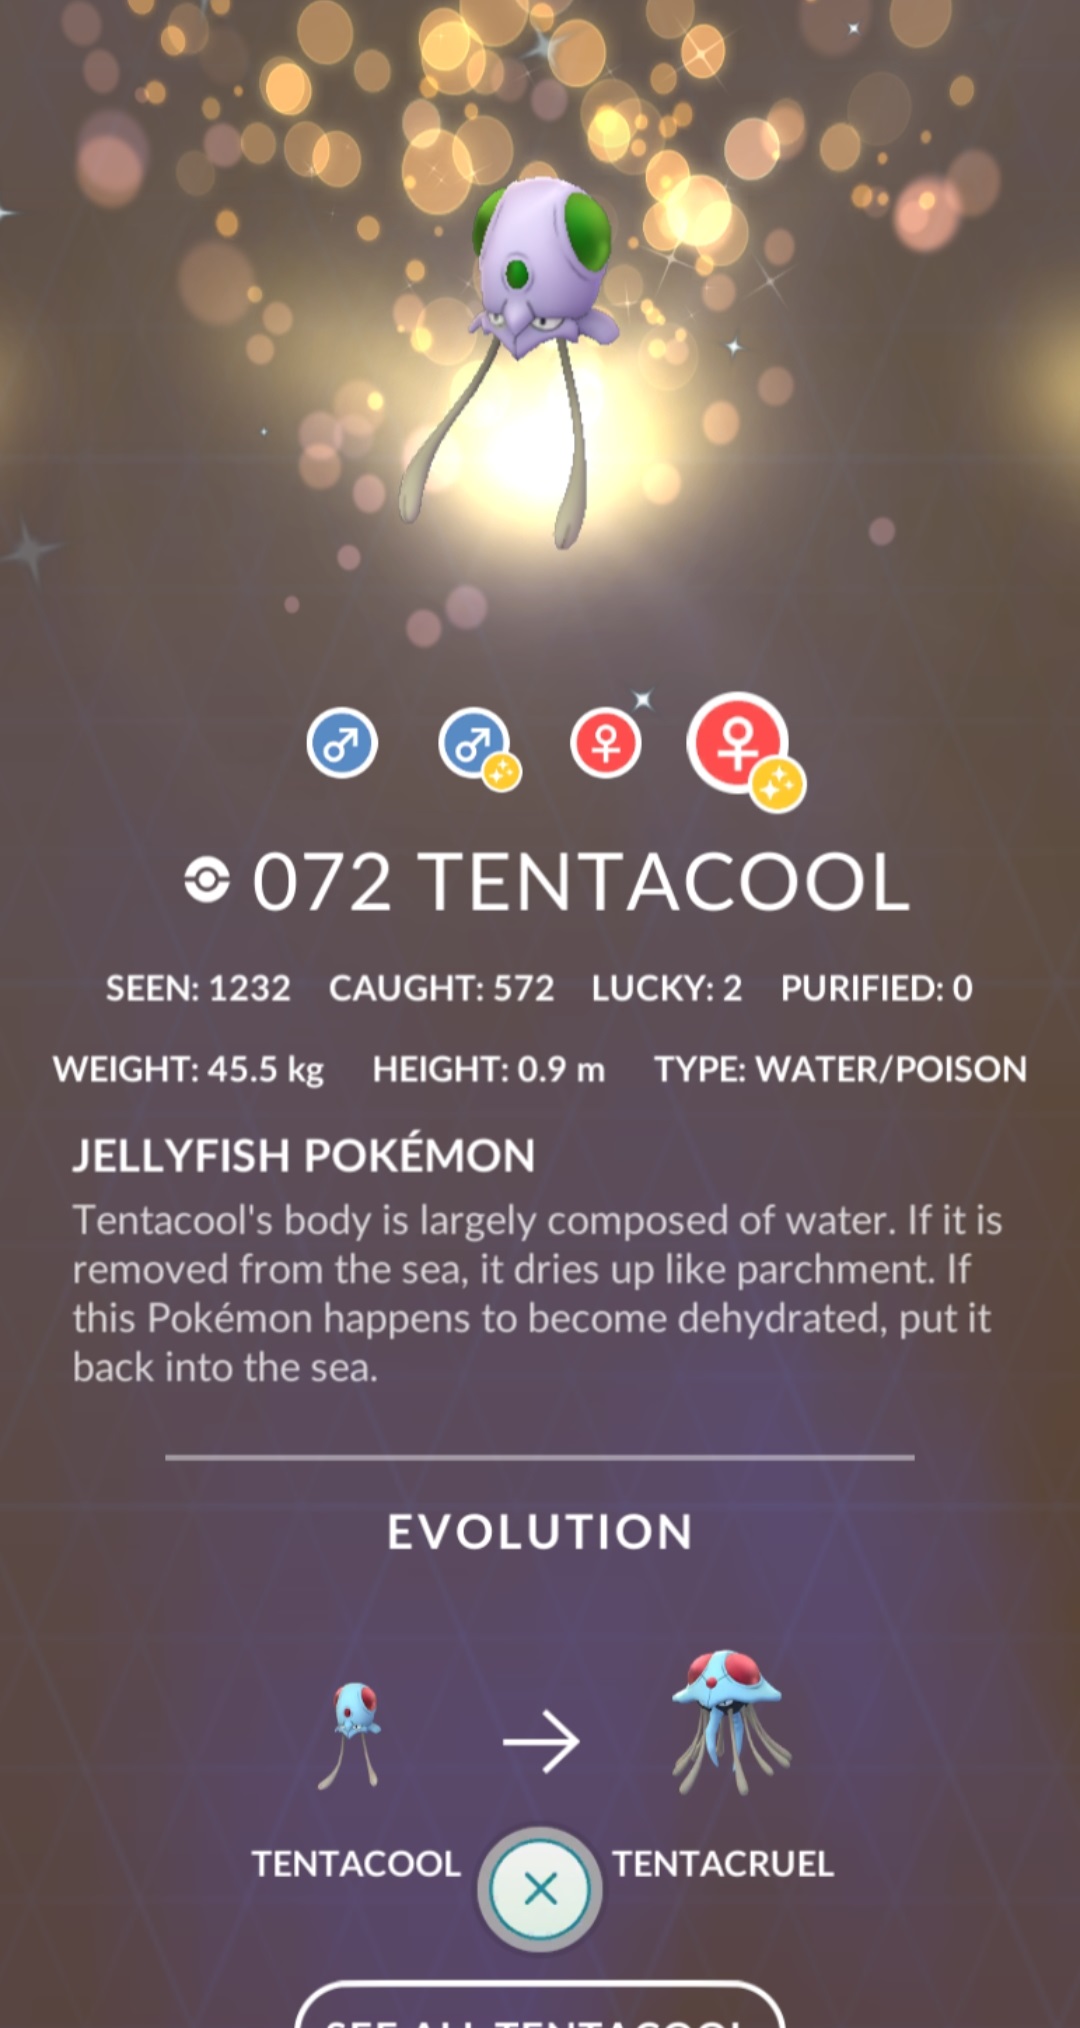 072 TENTACOOL
SEEN: 1232 CAUGHT: 572 LUCKY: 2 PURIFIED: 0
WEIGHT: 45.5 kg HEIGHT: 0.9 m TYPE: WATER/POISON
JELLYFISH POKÉMON
Tentacool's body is largely composed of water. If it is
removed from the sea, it dries up like parchment. If
this Pokémon happens to become dehydrated, put it
back into the sea.
EVOLUTION
TENTACOOL TENTACRUEL
SEE ALL TENTACOOL